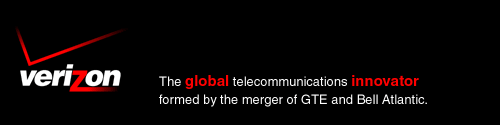 verizon
The global telecommunications innovator
formed by the merger of GTE and Bell Atlantic.